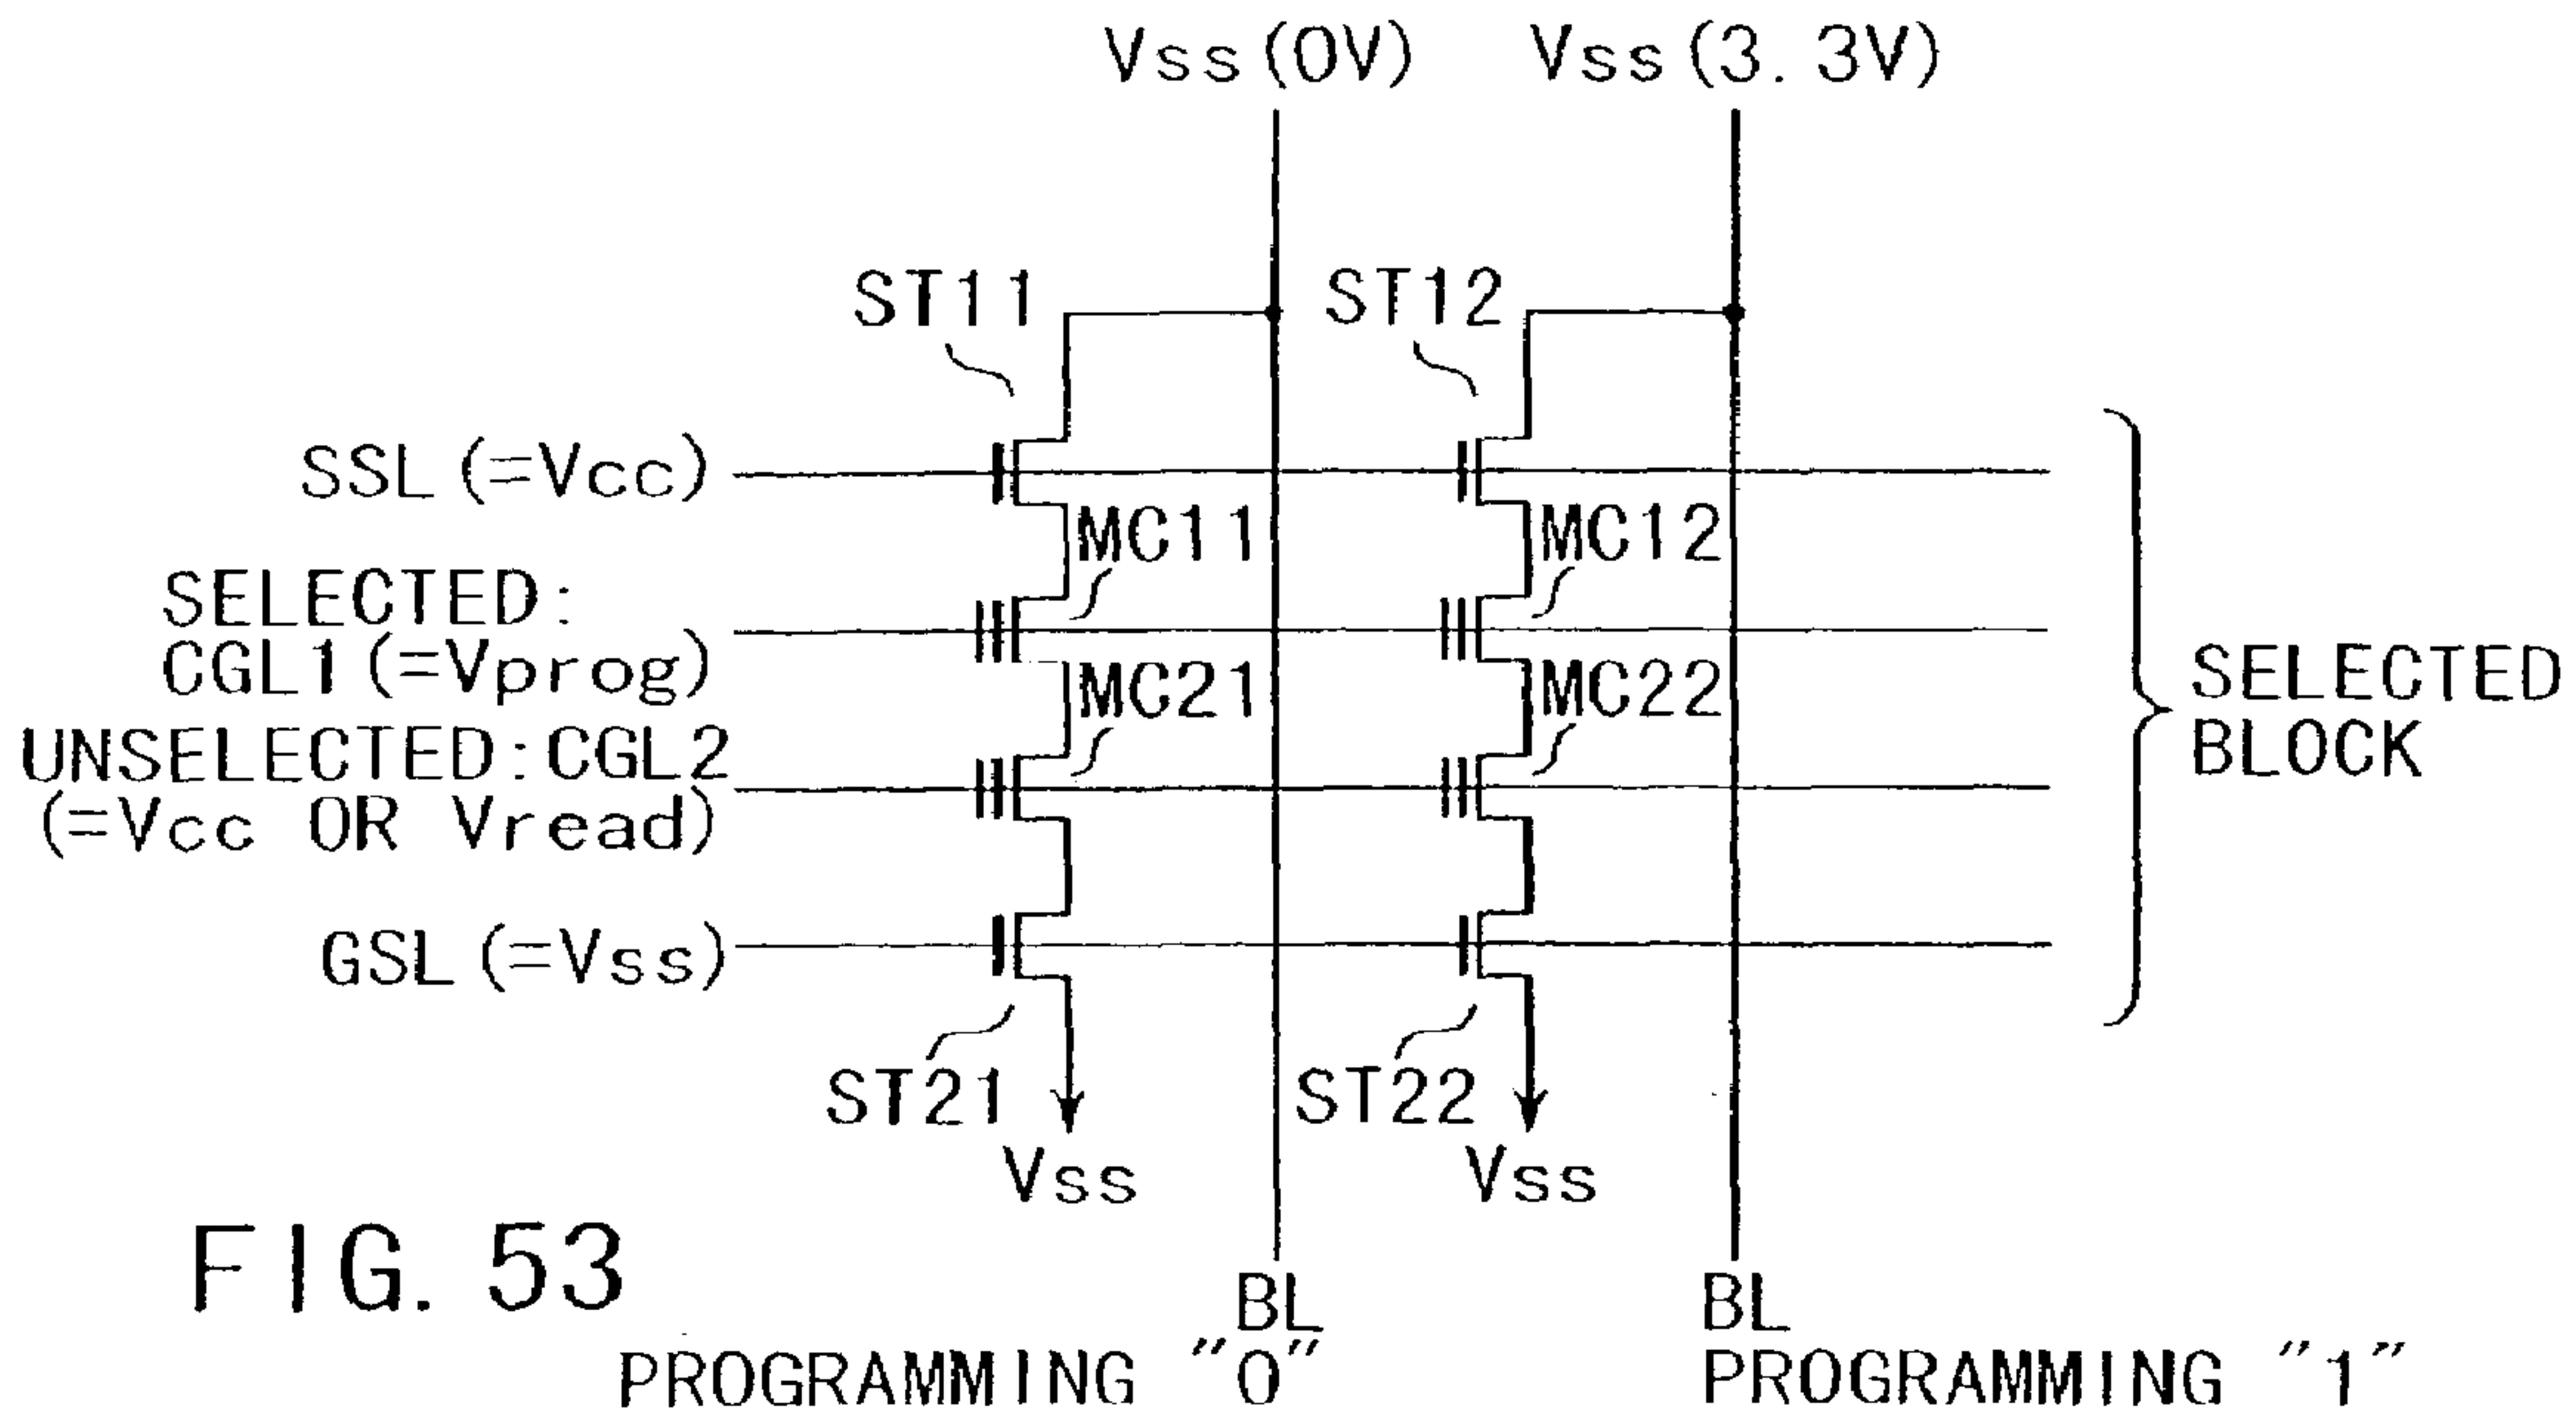 Vss(0V) Vss(3.3V)
ST11 ST12
SSL(=Vcc)
MC11 MC12
SELECTED:
CGL1(=Vprog)
MC21 MC22
UNSELECTED:CGL2
(=Vcc OR Vread)
SELECTED
BLOCK
GSL(=Vss)
ST21 ST22
Vss Vss
FIG. 53
BL BL
PROGRAMMING "0" PROGRAMMING "1"